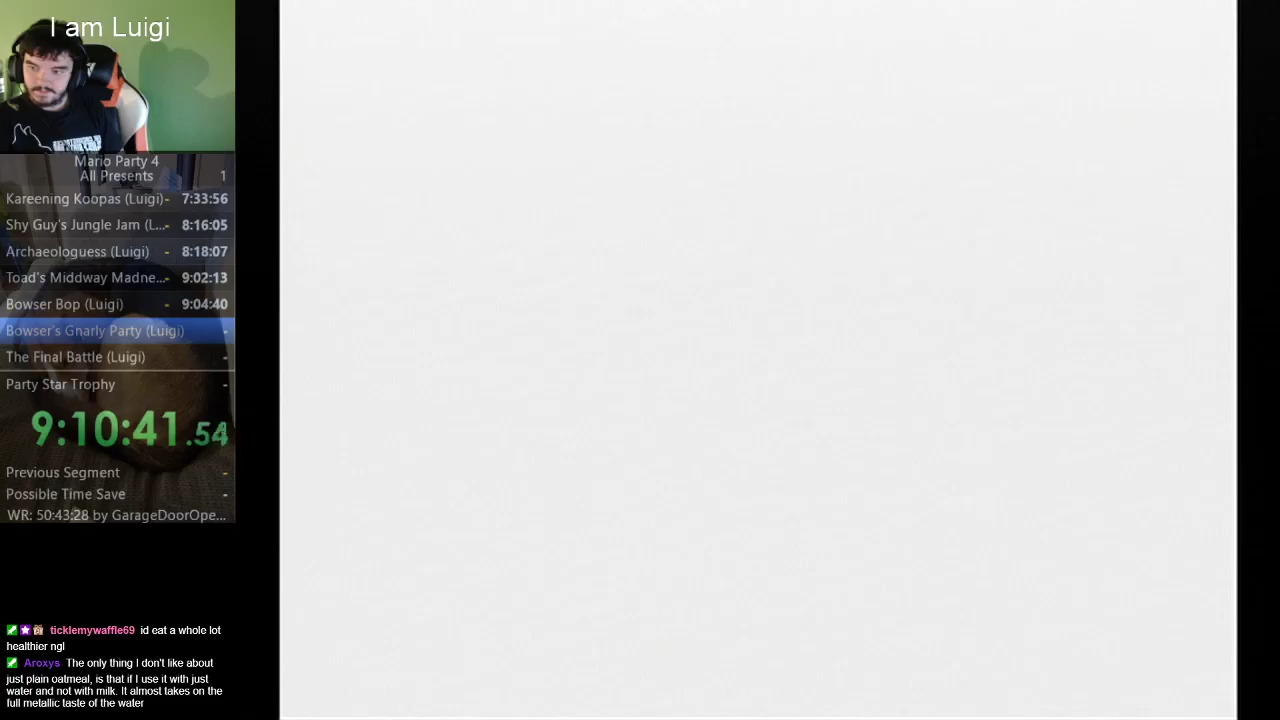 I am Luigi
Mario Party 4
All Presents 1
Kareening Koopas (Luigi) - 7:33:56
Shy Guy's Jungle Jam (L... - 8:16:05
Archaeologuess (Luigi) - 8:18:07
Toad's Middway Madne... - 9:02:13
Bowser Bop (Luigi) - 9:04:40
Bowser's Gnarly Party (Luigi) -
The Final Battle (Luigi) -
Party Star Trophy -
9:10:41.54
Previous Segment -
Possible Time Save -
WR: 50:43:28 by GarageDoorOpe...
ticklemywaffle69 id eat a whole lot
healthier ngl
Aroxys The only thing I don't like about
just plain oatmeal, is that if I use it with just
water and not with milk. It almost takes on the
full metallic taste of the water